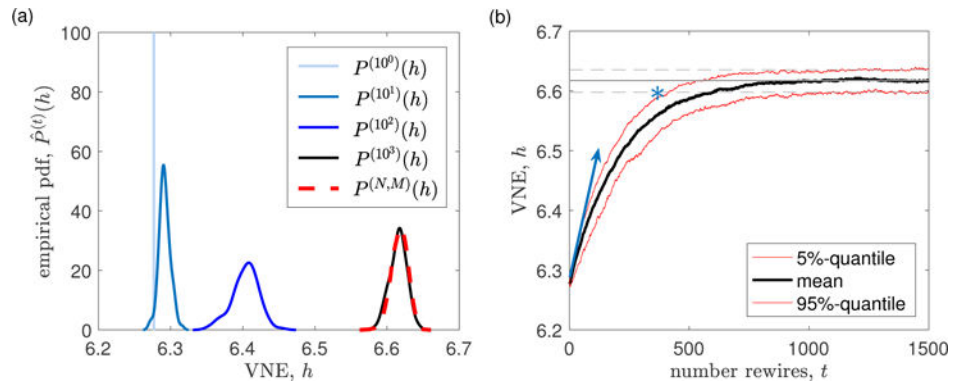 (a)
100
80
60
40
20
0
empirical pdf, P̂^(t)(h)
6.2 6.3 6.4 6.5 6.6 6.7
VNE, h
P^(10^0)(h)
P^(10^1)(h)
P^(10^2)(h)
P^(10^3)(h)
P^(N,M)(h)
(b)
6.7
6.6
6.5
6.4
6.3
6.2
VNE, h
0 500 1000 1500
number rewires, t
*
5%-quantile
mean
95%-quantile